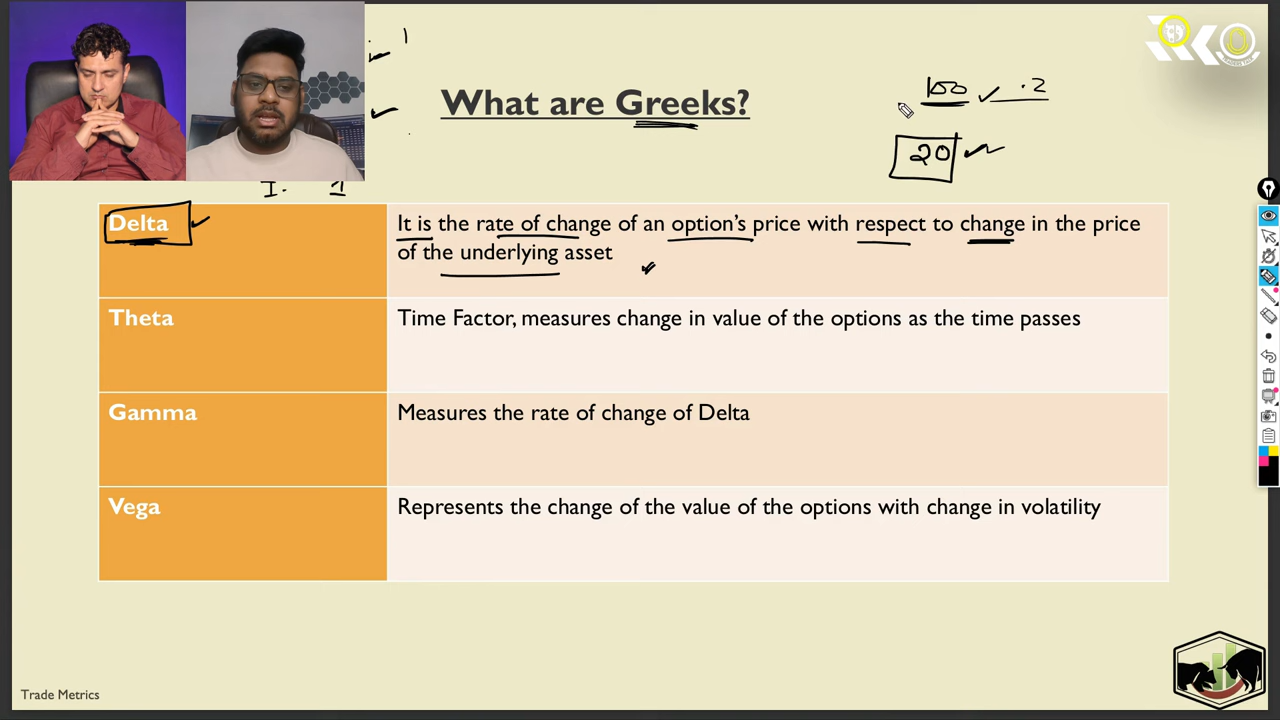 What are Greeks?
100 .2
20
I. 1
Delta
It is the rate of change of an option's price with respect to change in the price
of the underlying asset
Theta
Time Factor, measures change in value of the options as the time passes
Gamma
Measures the rate of change of Delta
Vega
Represents the change of the value of the options with change in volatility
Trade Metrics